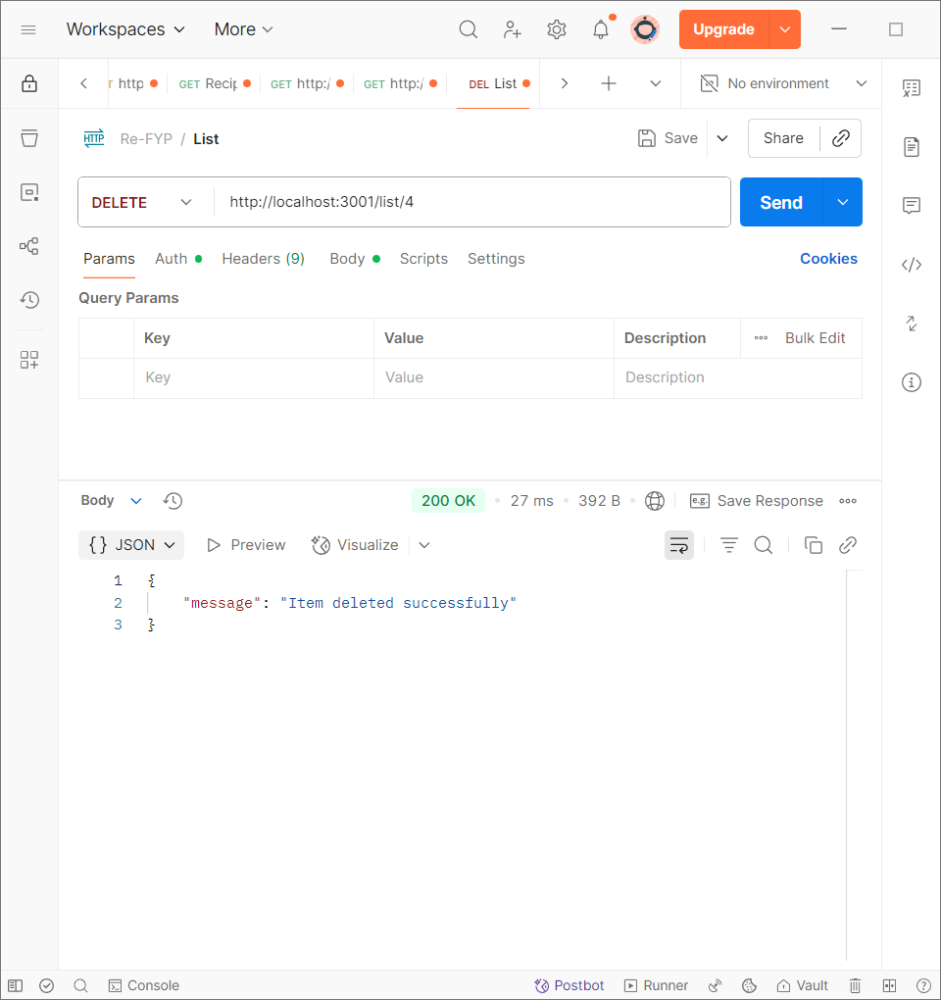 Workspaces More Upgrade
http GET Recip GET http:/ GET http:/ DEL List No environment
HTTP Re-FYP / List Save Share
DELETE http://localhost:3001/list/4 Send
Params Auth Headers (9) Body Scripts Settings Cookies
Query Params
Key Value Description Bulk Edit
Key Value Description
Body 200 OK 27 ms 392 B e.g. Save Response
{} JSON Preview Visualize
1 {
2 "message": "Item deleted successfully"
3 }
Console Postbot Runner Vault